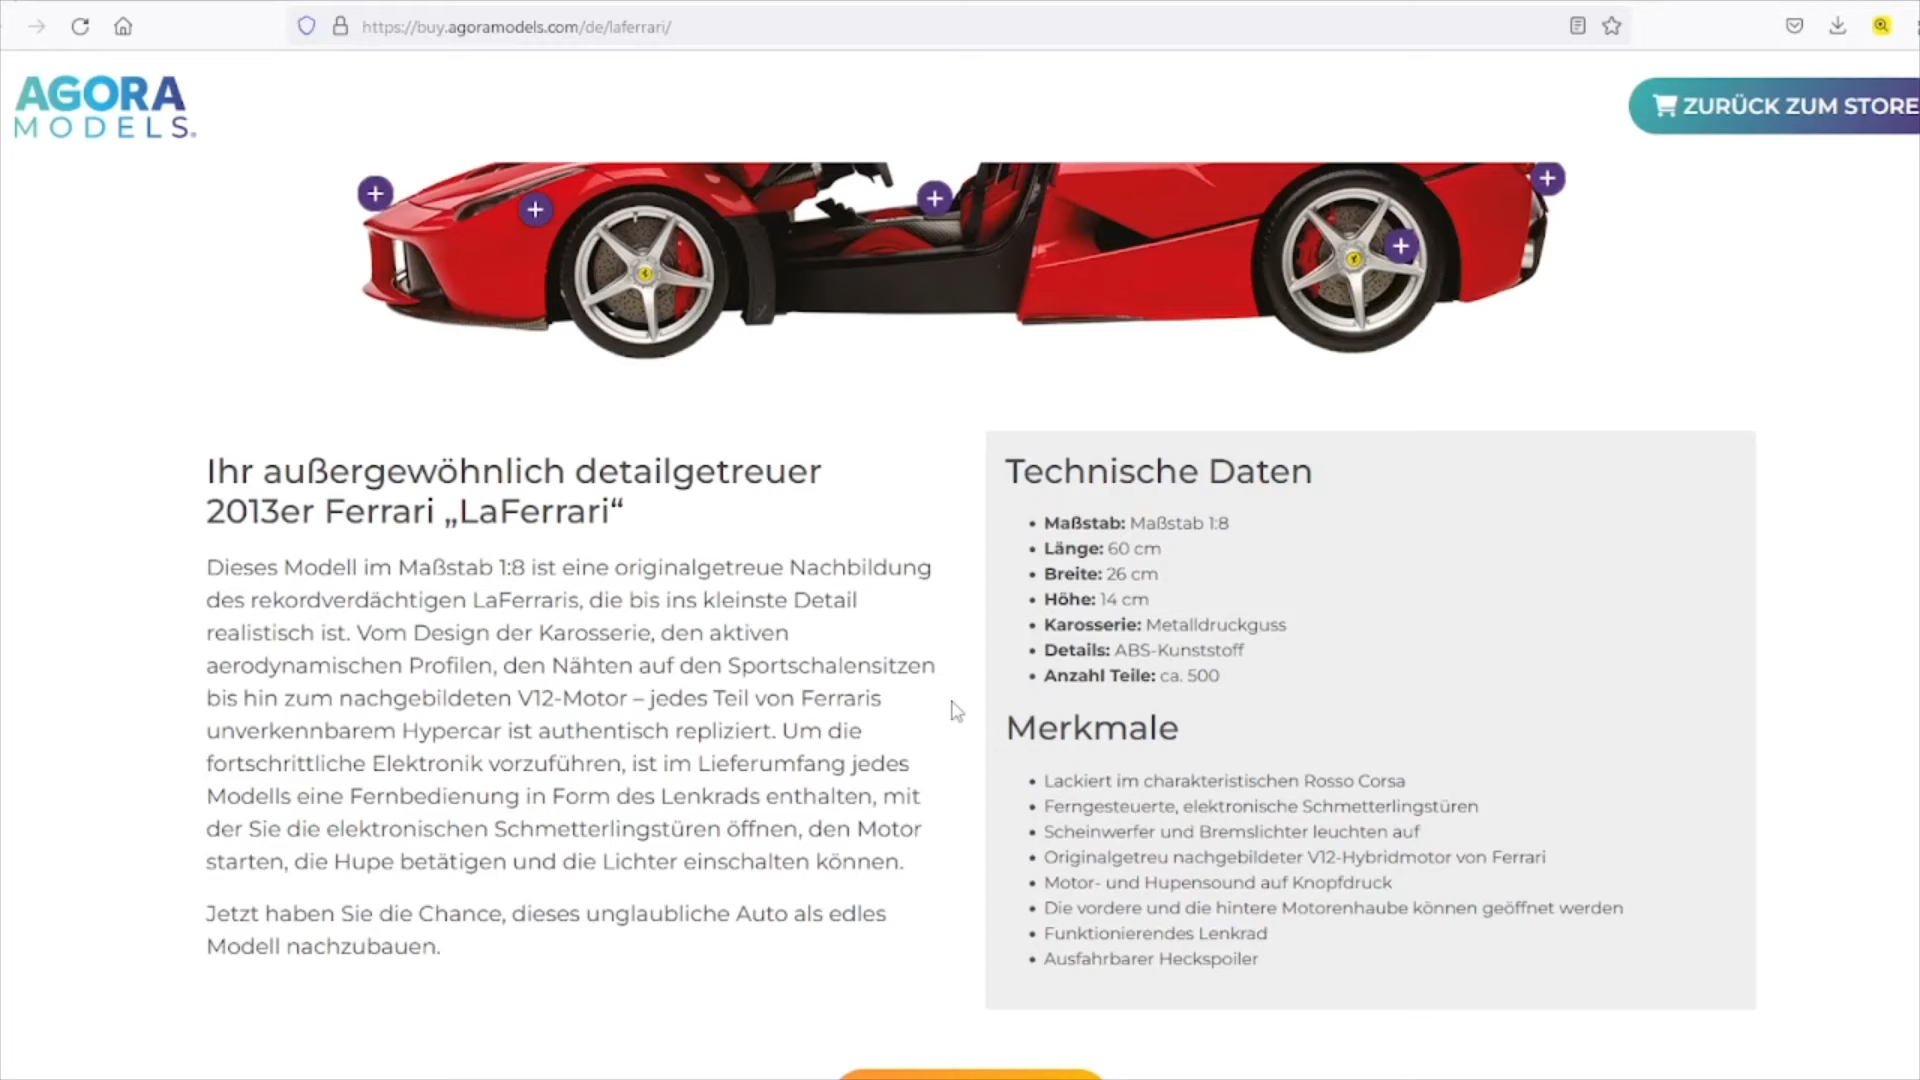 https://buy.agoramodels.com/de/laferrari/
AGORA
MODELS.
ZURÜCK ZUM STORE
Ihr außergewöhnlich detailgetreuer
2013er Ferrari „LaFerrari“
Dieses Modell im Maßstab 1:8 ist eine originalgetreue Nachbildung
des rekordverdächtigen LaFerraris, die bis ins kleinste Detail
realistisch ist. Vom Design der Karosserie, den aktiven
aerodynamischen Profilen, den Nähten auf den Sportschalensitzen
bis hin zum nachgebildeten V12-Motor – jedes Teil von Ferraris
unverkennbarem Hypercar ist authentisch repliziert. Um die
fortschrittliche Elektronik vorzuführen, ist im Lieferumfang jedes
Modells eine Fernbedienung in Form des Lenkrads enthalten, mit
der Sie die elektronischen Schmetterlingstüren öffnen, den Motor
starten, die Hupe betätigen und die Lichter einschalten können.
Jetzt haben Sie die Chance, dieses unglaubliche Auto als edles
Modell nachzubauen.
Technische Daten
• Maßstab: Maßstab 1:8
• Länge: 60 cm
• Breite: 26 cm
• Höhe: 14 cm
• Karosserie: Metalldruckguss
• Details: ABS-Kunststoff
• Anzahl Teile: ca. 500
Merkmale
• Lackiert im charakteristischen Rosso Corsa
• Ferngesteuerte, elektronische Schmetterlingstüren
• Scheinwerfer und Bremslichter leuchten auf
• Originalgetreu nachgebildeter V12-Hybridmotor von Ferrari
• Motor- und Hupensound auf Knopfdruck
• Die vordere und die hintere Motorenhaube können geöffnet werden
• Funktionierendes Lenkrad
• Ausfahrbarer Heckspoiler